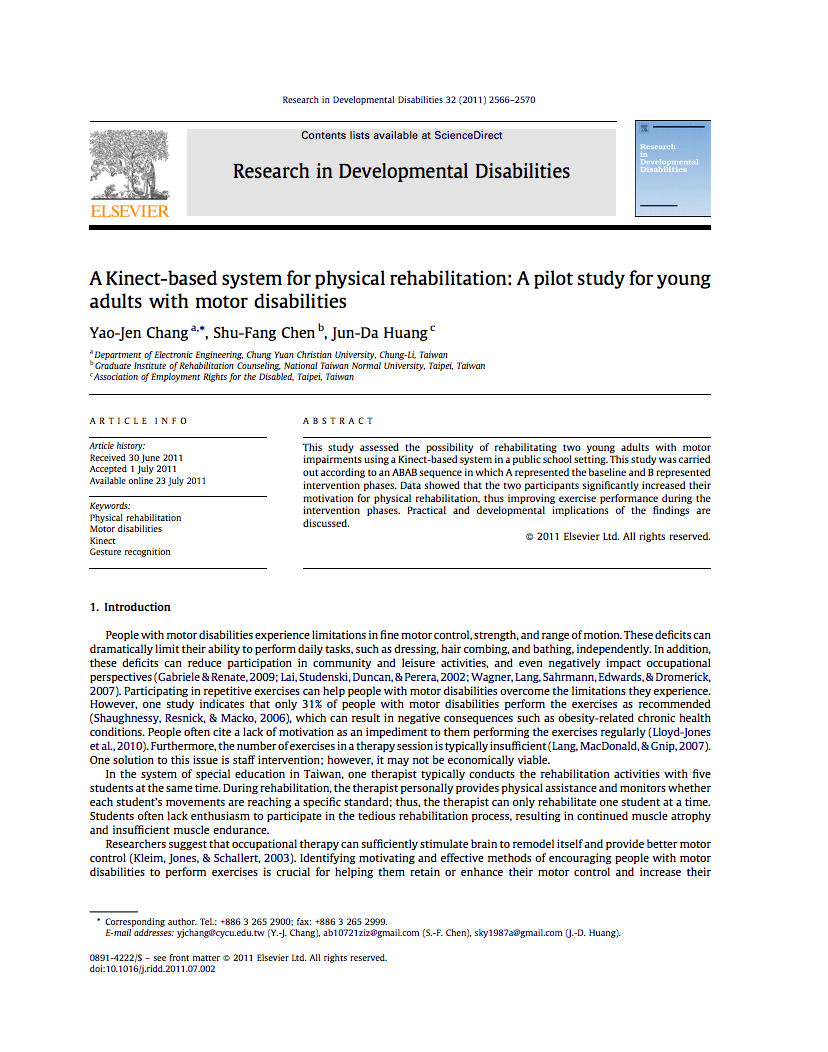 Research in Developmental Disabilities 32 (2011) 2566–2570
Contents lists available at ScienceDirect
Research in Developmental Disabilities
ELSEVIER
Research
in
Developmental
Disabilities
A Kinect-based system for physical rehabilitation: A pilot study for young
adults with motor disabilities
Yao-Jen Chang a,*, Shu-Fang Chen b, Jun-Da Huang c
a Department of Electronic Engineering, Chung Yuan Christian University, Chung-Li, Taiwan
b Graduate Institute of Rehabilitation Counseling, National Taiwan Normal University, Taipei, Taiwan
c Association of Employment Rights for the Disabled, Taipei, Taiwan
ARTICLE INFO
Article history:
Received 30 June 2011
Accepted 1 July 2011
Available online 23 July 2011
Keywords:
Physical rehabilitation
Motor disabilities
Kinect
Gesture recognition
ABSTRACT
This study assessed the possibility of rehabilitating two young adults with motor
impairments using a Kinect-based system in a public school setting. This study was carried
out according to an ABAB sequence in which A represented the baseline and B represented
intervention phases. Data showed that the two participants significantly increased their
motivation for physical rehabilitation, thus improving exercise performance during the
intervention phases. Practical and developmental implications of the findings are
discussed.
© 2011 Elsevier Ltd. All rights reserved.
1. Introduction
People with motor disabilities experience limitations in fine motor control, strength, and range of motion. These deficits can
dramatically limit their ability to perform daily tasks, such as dressing, hair combing, and bathing, independently. In addition,
these deficits can reduce participation in community and leisure activities, and even negatively impact occupational
perspectives (Gabriele & Renate, 2009; Lai, Studenski, Duncan, & Perera, 2002; Wagner, Lang, Sahrmann, Edwards, & Dromerick,
2007). Participating in repetitive exercises can help people with motor disabilities overcome the limitations they experience.
However, one study indicates that only 31% of people with motor disabilities perform the exercises as recommended
(Shaughnessy, Resnick, & Macko, 2006), which can result in negative consequences such as obesity-related chronic health
conditions. People often cite a lack of motivation as an impediment to them performing the exercises regularly (Lloyd-Jones
et al., 2010). Furthermore, the number of exercises in a therapy session is typically insufficient (Lang, MacDonald, & Gnip, 2007).
One solution to this issue is staff intervention; however, it may not be economically viable.
In the system of special education in Taiwan, one therapist typically conducts the rehabilitation activities with five
students at the same time. During rehabilitation, the therapist personally provides physical assistance and monitors whether
each student's movements are reaching a specific standard; thus, the therapist can only rehabilitate one student at a time.
Students often lack enthusiasm to participate in the tedious rehabilitation process, resulting in continued muscle atrophy
and insufficient muscle endurance.
Researchers suggest that occupational therapy can sufficiently stimulate brain to remodel itself and provide better motor
control (Kleim, Jones, & Schallert, 2003). Identifying motivating and effective methods of encouraging people with motor
disabilities to perform exercises is crucial for helping them retain or enhance their motor control and increase their
* Corresponding author. Tel.: +886 3 265 2900; fax: +886 3 265 2999.
E-mail addresses: yjchang@cycu.edu.tw (Y.-J. Chang), ab10721ziz@gmail.com (S.-F. Chen), sky1987a@gmail.com (J.-D. Huang).
0891-4222/$ – see front matter © 2011 Elsevier Ltd. All rights reserved.
doi:10.1016/j.ridd.2011.07.002